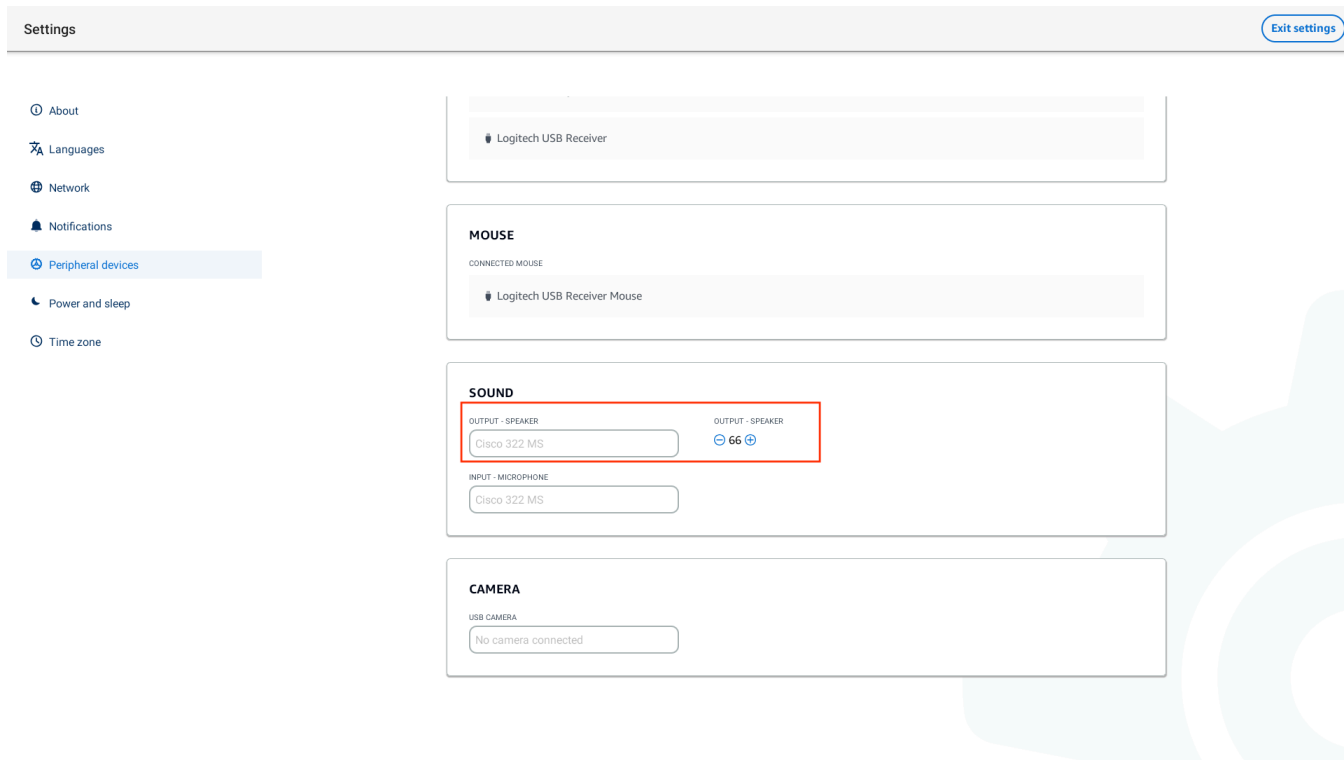 Settings
Exit settings
About
Languages
Network
Notifications
Peripheral devices
Power and sleep
Time zone
Logitech USB Receiver
MOUSE
CONNECTED MOUSE
Logitech USB Receiver Mouse
SOUND
OUTPUT - SPEAKER
Cisco 322 MS
OUTPUT - SPEAKER
66
INPUT - MICROPHONE
Cisco 322 MS
CAMERA
USB CAMERA
No camera connected